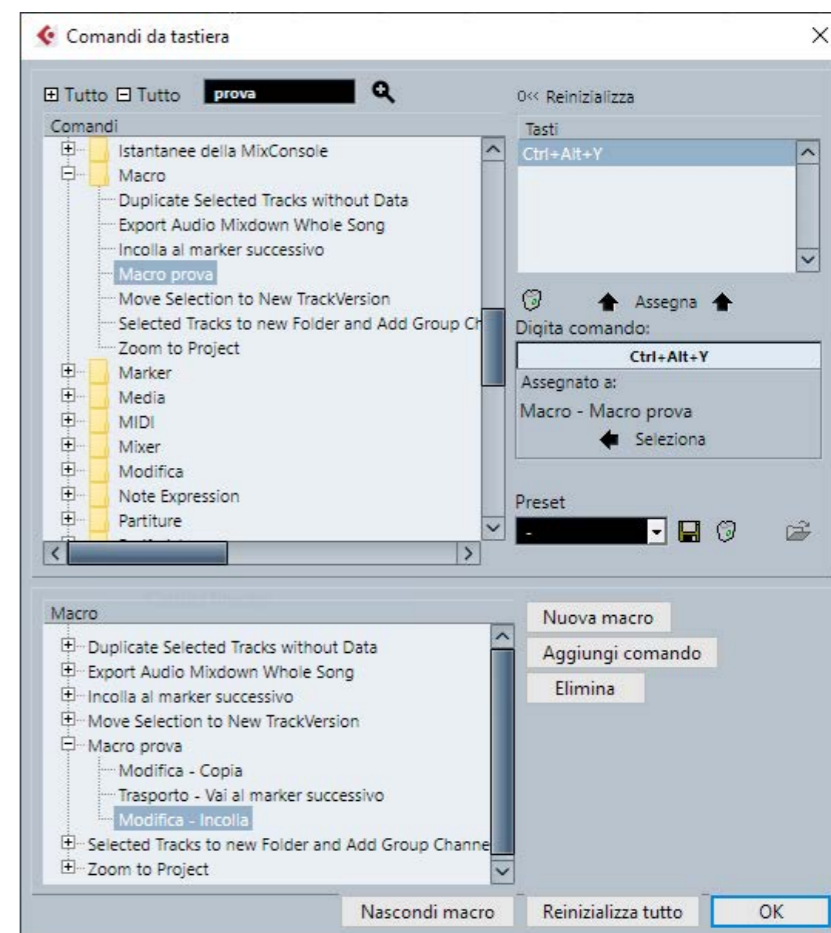 Comandi da tastiera
Tutto Tutto prova
0<< Reinizializza
Comandi
Istantanee della MixConsole
Macro
Duplicate Selected Tracks without Data
Export Audio Mixdown Whole Song
Incolla al marker successivo
Macro prova
Move Selection to New TrackVersion
Selected Tracks to new Folder and Add Group Ch
Zoom to Project
Marker
Media
MIDI
Mixer
Modifica
Note Expression
Partiture
Tasti
Ctrl+Alt+Y
Assegna
Digita comando:
Ctrl+Alt+Y
Assegnato a:
Macro - Macro prova
Seleziona
Preset
-
Macro
Duplicate Selected Tracks without Data
Export Audio Mixdown Whole Song
Incolla al marker successivo
Move Selection to New TrackVersion
Macro prova
Modifica - Copia
Trasporto - Vai al marker successivo
Modifica - Incolla
Selected Tracks to new Folder and Add Group Channe
Zoom to Project
Nuova macro
Aggiungi comando
Elimina
Nascondi macro
Reinizializza tutto
OK